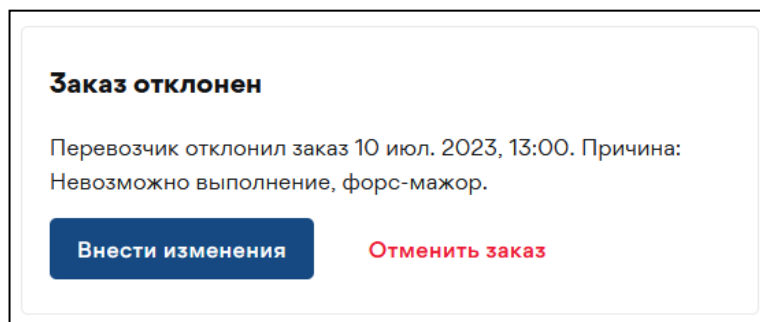 Заказ отклонен
Перевозчик отклонил заказ 10 июл. 2023, 13:00. Причина:
Невозможно выполнение, форс-мажор.
Внести изменения
Отменить заказ